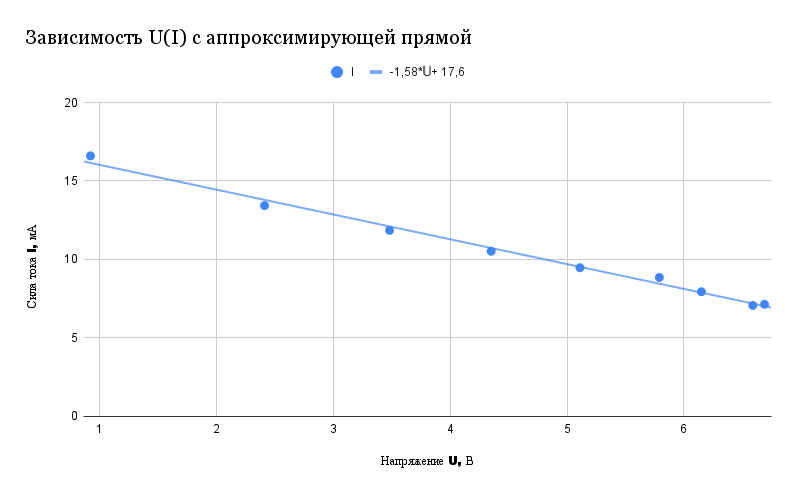 Зависимость U(I) с аппроксимирующей прямой
I -1,58*U+ 17,6
20
15
10
5
0
Сила тока I, мА
1 2 3 4 5 6
Напряжение U, В